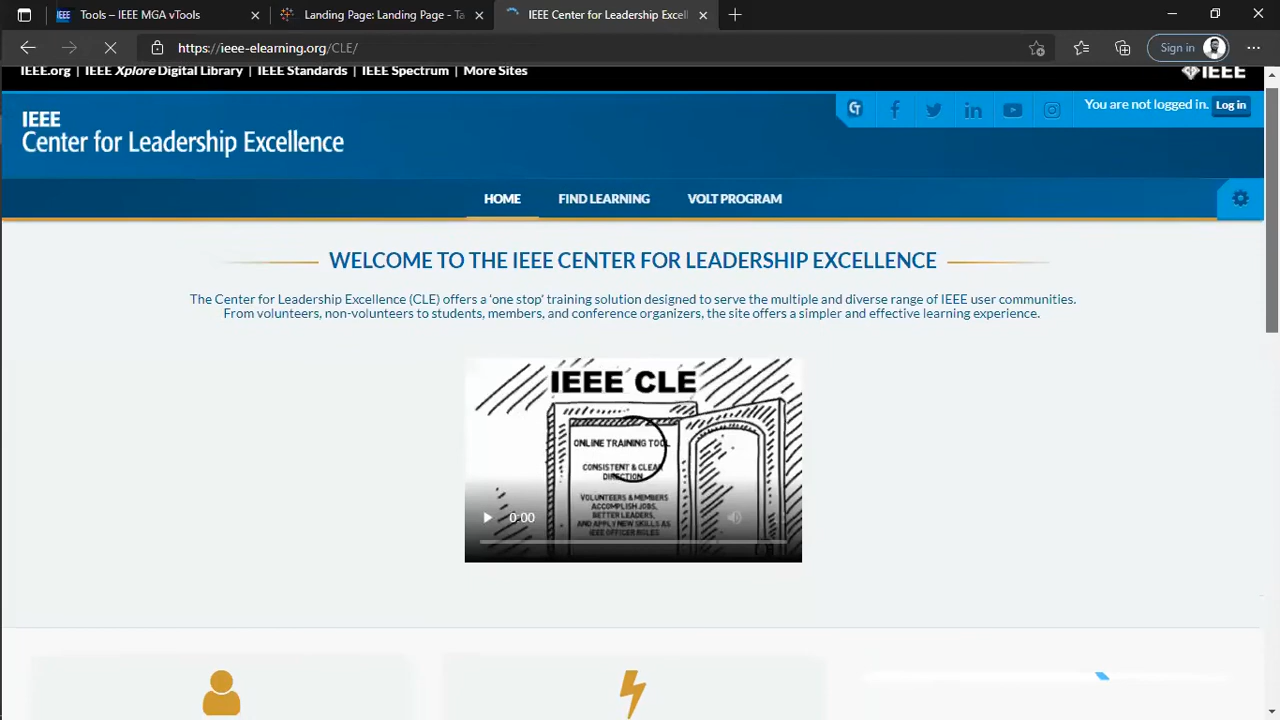 Tools – IEEE MGA vTools
Landing Page: Landing Page - Ta
IEEE Center for Leadership Excell
https://ieee-elearning.org/CLE/
Sign in
IEEE.org | IEEE Xplore Digital Library | IEEE Standards | IEEE Spectrum | More Sites
IEEE
IEEE
Center for Leadership Excellence
You are not logged in. Log in
HOME FIND LEARNING VOLT PROGRAM
WELCOME TO THE IEEE CENTER FOR LEADERSHIP EXCELLENCE
The Center for Leadership Excellence (CLE) offers a 'one stop' training solution designed to serve the multiple and diverse range of IEEE user communities.
From volunteers, non-volunteers to students, members, and conference organizers, the site offers a simpler and effective learning experience.
IEEE CLE
ONLINE TRAINING TOOL
CONSISTENT & CLEAR
DIRECTION
VOLUNTEERS & MEMBERS
ACCOMPLISH JOBS,
BETTER LEADERS,
AND APPLY NEW SKILLS AS
IEEE OFFICER ROLES
0:00